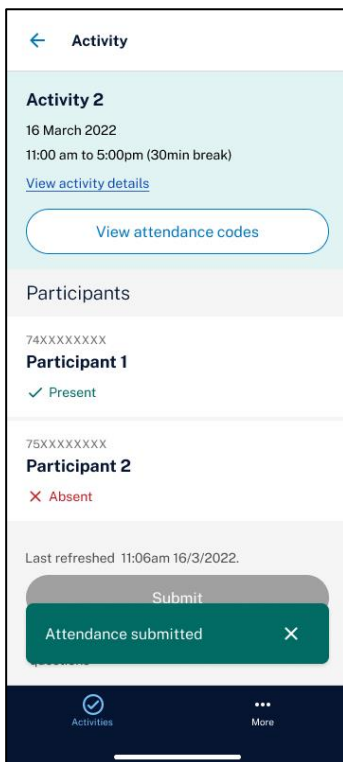 Activity
Activity 2
16 March 2022
11:00 am to 5:00pm (30min break)
View activity details
View attendance codes
Participants
74XXXXXXXX
Participant 1
Present
75XXXXXXXX
Participant 2
Absent
Last refreshed 11:06am 16/3/2022.
Submit
Attendance submitted
Activities
More